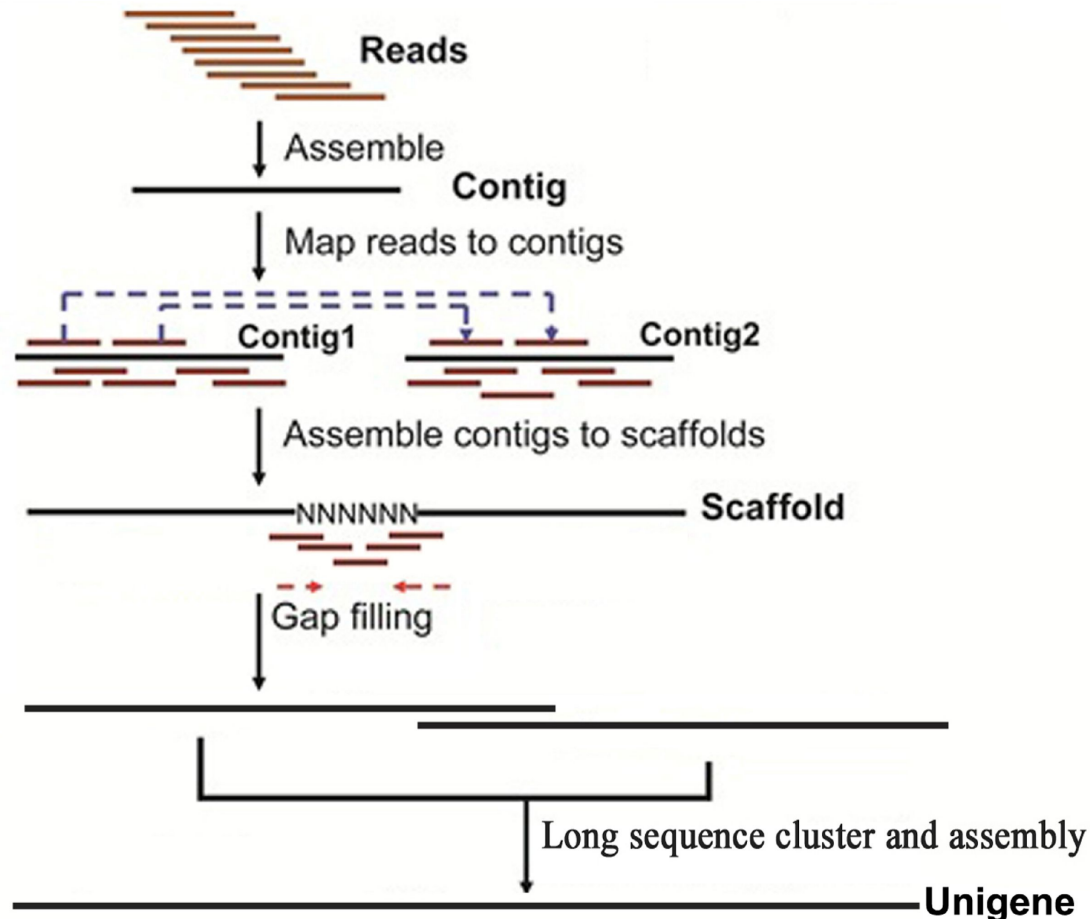 Reads
Assemble
Contig
Map reads to contigs
Contig1
Contig2
Assemble contigs to scaffolds
NNNNNNN
Scaffold
Gap filling
Long sequence cluster and assembly
Unigene